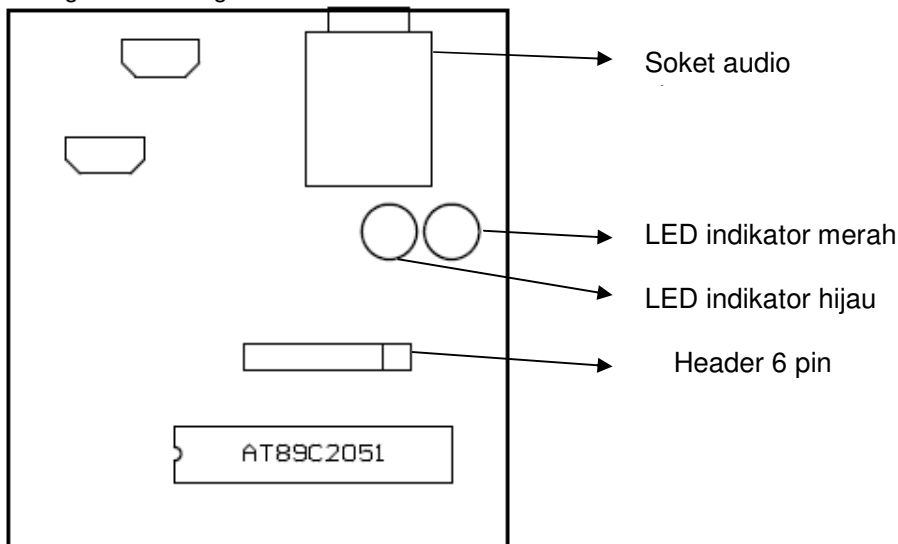 Soket audio
LED indikator merah
LED indikator hijau
Header 6 pin
AT89C2051